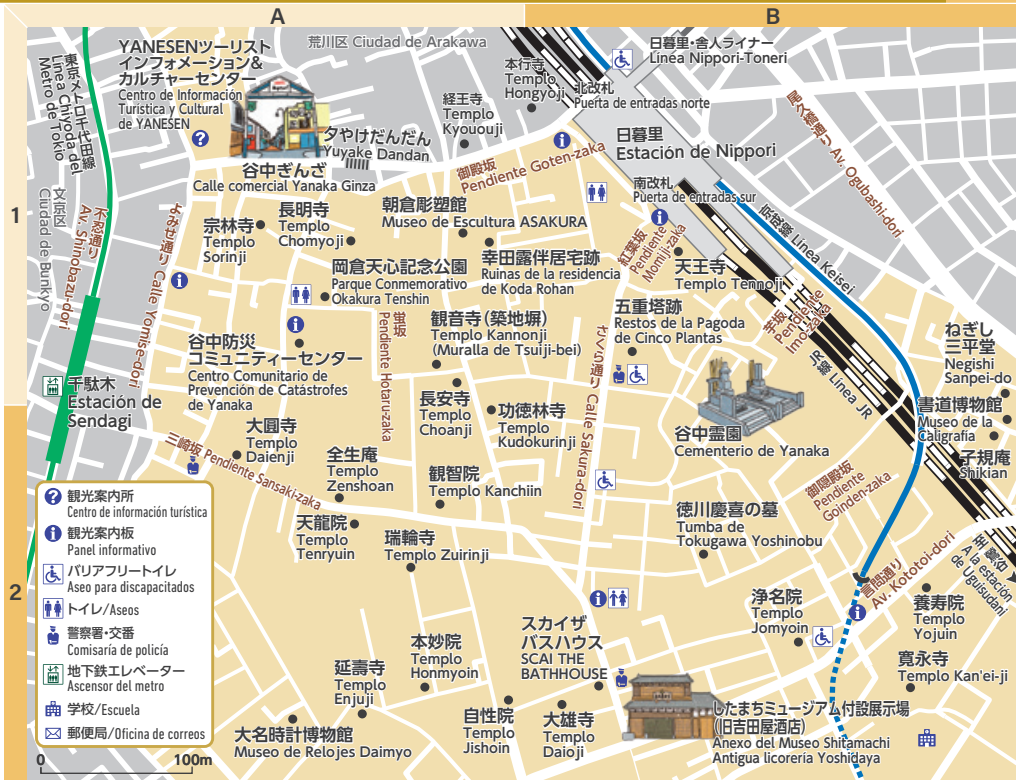 A
B
1
2
YANESENツーリスト
インフォメーション&
カルチャーセンター
Centro de Información
Turística y Cultural
de YANESEN
荒川区 Ciudad de Arakawa
東京メトロ千代田線
Línea Chiyoda del
Metro de Tokio
文京区
Ciudad de Bunkyo
不忍通り
Av. Shinobazu-dori
よみせ通り Calle Yomise-dori
夕やけだんだん
Yuyake Dandan
谷中ぎんざ
Calle comercial Yanaka Ginza
経王寺
Templo
Kyououji
本行寺
Templo
Hongyoji
北改札
Puerta de entradas norte
日暮里・舎人ライナー
Línea Nippori-Toneri
日暮里
Estación de Nippori
尾久橋通り Av. Ogubashi-dori
御殿坂
Pendiente Goten-zaka
南改札
Puerta de entradas sur
京成線 Línea Keisei
宗林寺
Templo
Sorinji
長明寺
Templo
Chomyoji
朝倉彫塑館
Museo de Escultura ASAKURA
幸田露伴居宅跡
Ruinas de la residencia
de Koda Rohan
紅葉坂
Pendiente
Momiji-zaka
天王寺
Templo Tennoji
岡倉天心記念公園
Parque Conmemorativo
Okakura Tenshin
五重塔跡
Restos de la Pagoda
de Cinco Plantas
芋坂
Pendiente
Imo-zaka
JR線 Línea JR
谷中防災
コミュニティーセンター
Centro Comunitario de
Prevención de Catástrofes
de Yanaka
蛍坂
Pendiente Hotaru-zaka
観音寺(築地塀)
Templo Kannonji
(Muralla de Tsuiji-bei)
さくら通り Calle Sakura-dori
ねぎし
三平堂
Negishi
Sanpei-do
千駄木
Estación de
Sendagi
長安寺
Templo
Choanji
功徳林寺
Templo
Kudokurinji
谷中霊園
Cementerio de Yanaka
書道博物館
Museo de la
Caligrafía
子規庵
Shikian
大圓寺
Templo
Daienji
三崎坂 Pendiente Sansaki-zaka
全生庵
Templo
Zenshoan
観智院
Templo Kanchiin
御隠殿坂
Pendiente
Goinden-zaka
天龍院
Templo
Tenryuin
瑞輪寺
Templo Zuirinji
徳川慶喜の墓
Tumba de
Tokugawa Yoshinobu
言問通り
Av. Kototoi-dori
至 鶯谷
A la estación
de Uguisudani
観光案内所
Centro de información turística
観光案内板
Panel informativo
バリアフリートイレ
Aseo para discapacitados
トイレ/Aseos
警察署・交番
Comisaría de policía
地下鉄エレベーター
Ascensor del metro
学校/Escuela
郵便局/Oficina de correos
0
100m
浄名院
Templo
Jomyoin
養寿院
Templo
Yojuin
スカイザ
バスハウス
SCAI THE
BATHHOUSE
本妙院
Templo
Honmyoin
延壽寺
Templo
Enjuji
寛永寺
Templo Kan'ei-ji
大名時計博物館
Museo de Relojes Daimyo
自性院
Templo
Jishoin
大雄寺
Templo
Daioji
したまちミュージアム付設展示場
(旧吉田屋酒店)
Anexo del Museo Shitamachi
Antigua licorería Yoshidaya